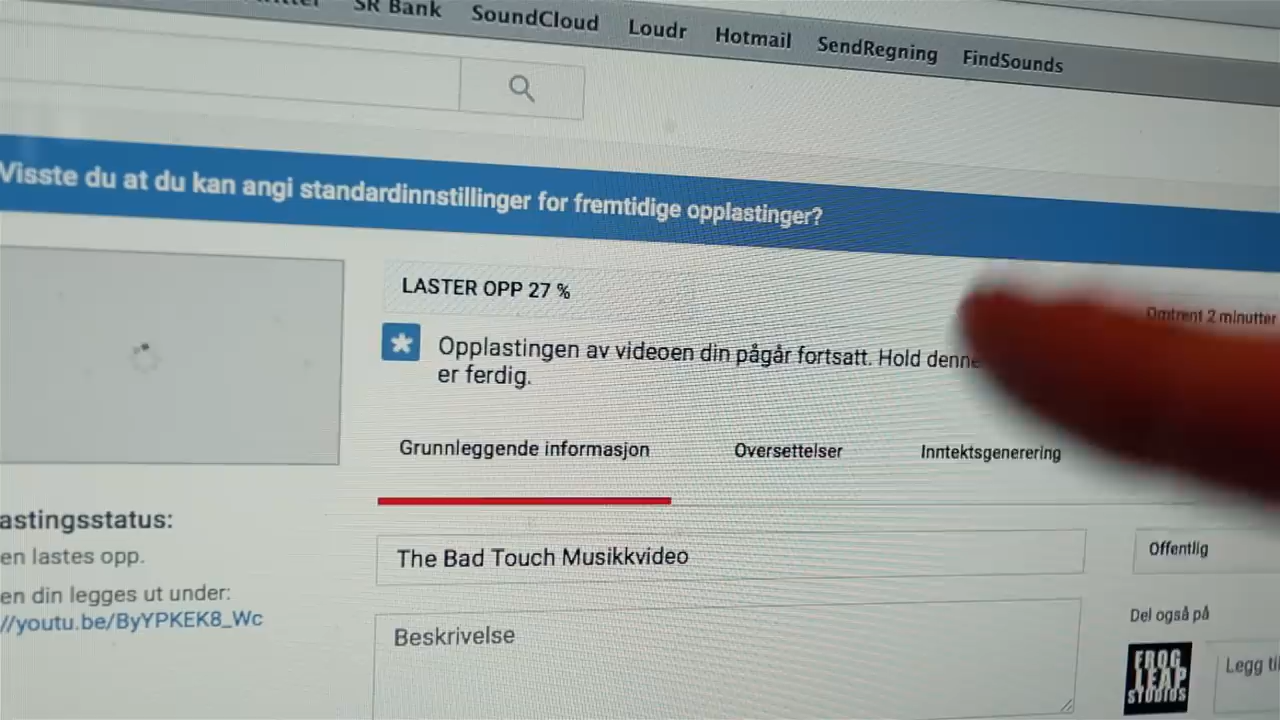 SR Bank SoundCloud Loudr Hotmail SendRegning FindSounds
Visste du at du kan angi standardinnstillinger for fremtidige opplastinger?
LASTER OPP 27 %
Omtrent 2 minutter
Opplastingen av videoen din pågår fortsatt. Hold denne
er ferdig.
Grunnleggende informasjon Oversettelser Inntektsgenerering
astingsstatus:
en lastes opp.
en din legges ut under:
//youtu.be/ByYPKEK8_Wc
The Bad Touch Musikkvideo
Offentlig
Beskrivelse
Del også på
FROG
LEAP
STUDIOS
Legg til